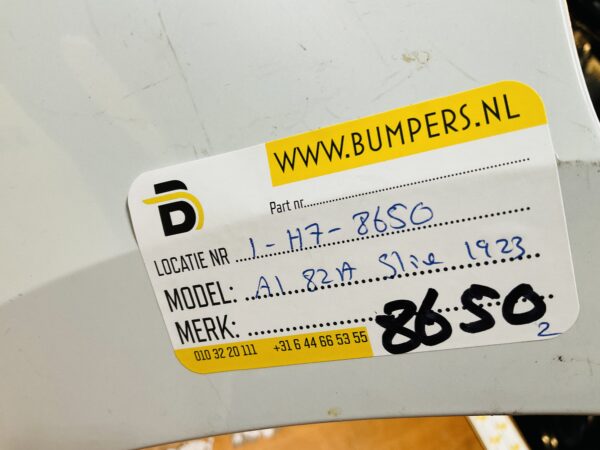 WWW.BUMPERS.NL
B
Part nr.
LOCATIE NR 1-H7-8650
MODEL: A1 82A Sline 1923
MERK: 8650
010 32 20 111 +31 6 44 66 53 55
2